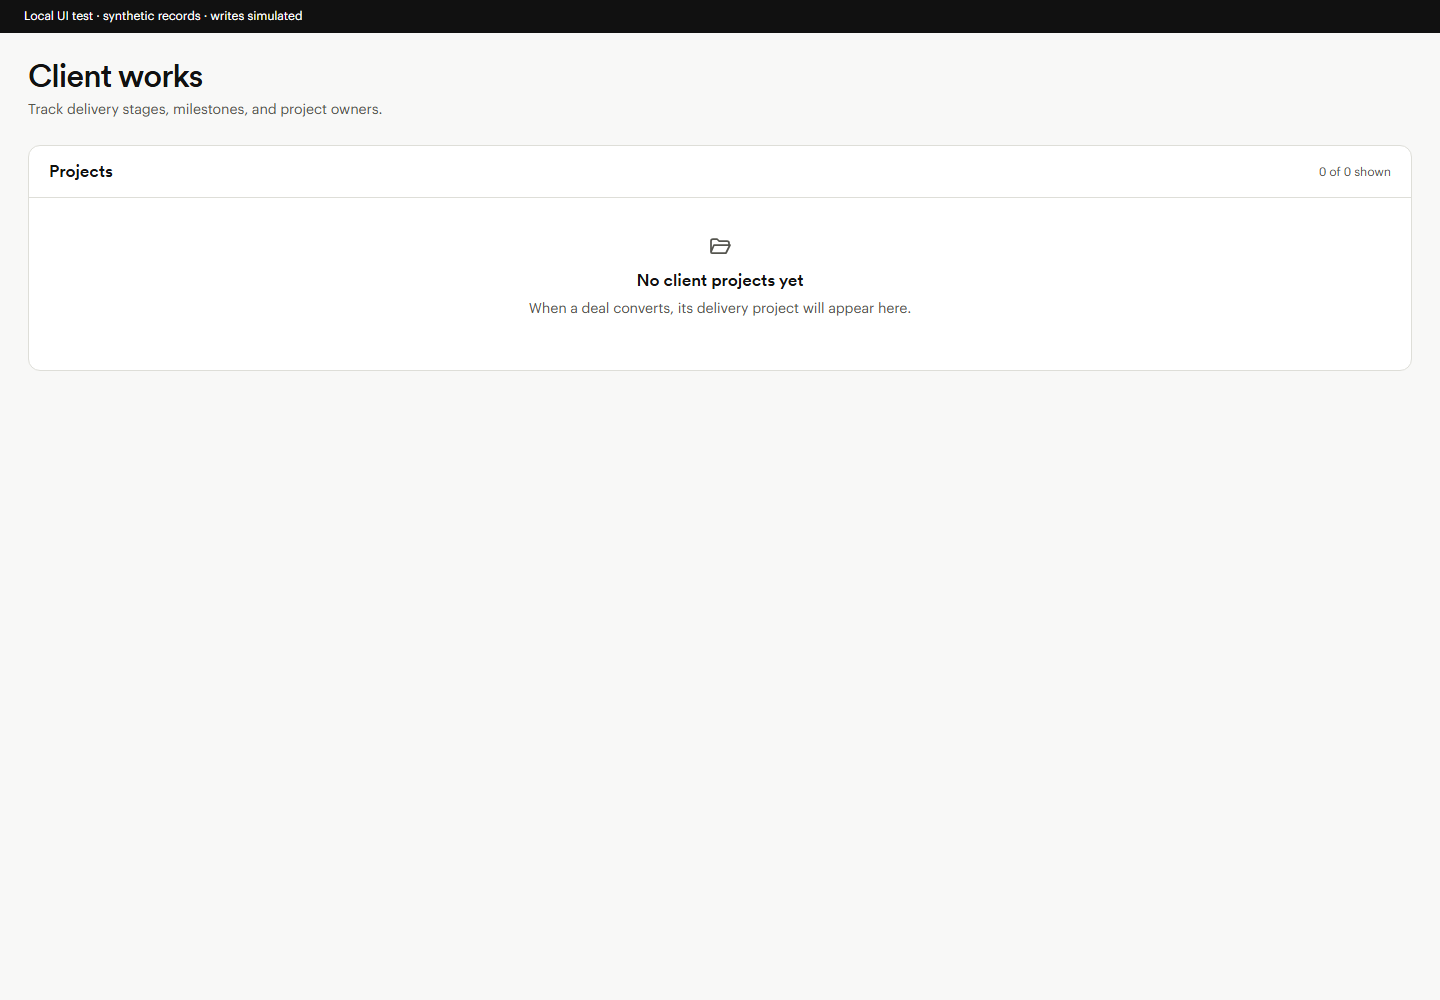 Local UI test · synthetic records · writes simulated
Client works
Track delivery stages, milestones, and project owners.
Projects
0 of 0 shown
No client projects yet
When a deal converts, its delivery project will appear here.